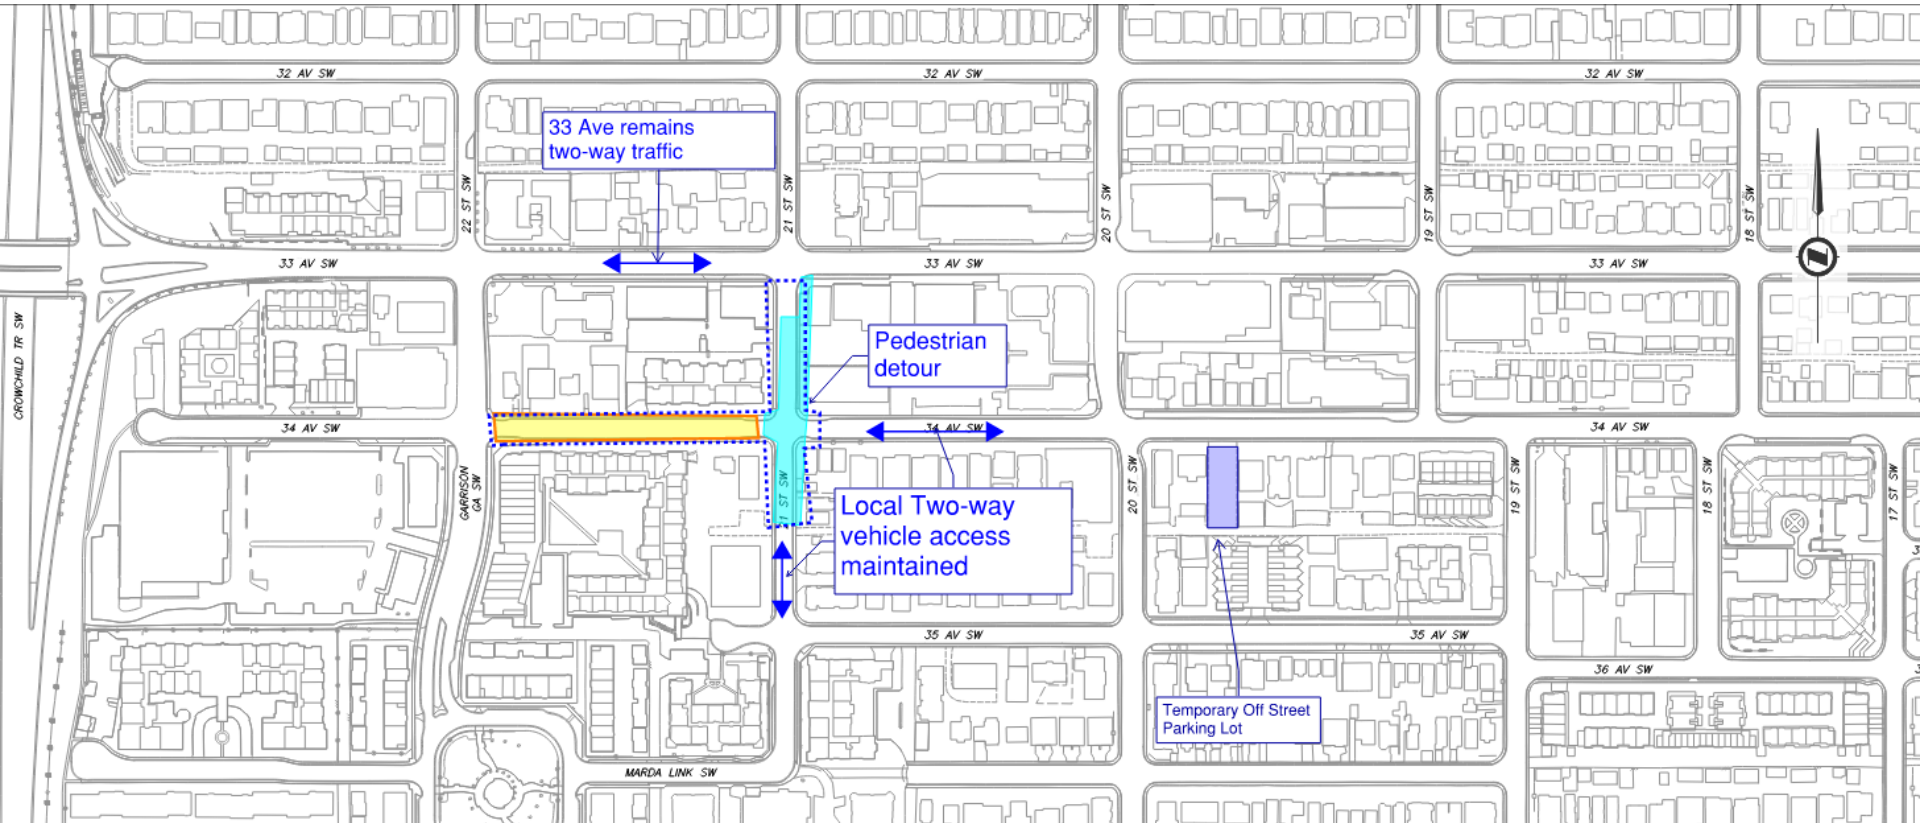 32 AV SW
32 AV SW
32 AV SW
33 Ave remains
two-way traffic
22 ST SW
21 ST SW
20 ST SW
19 ST SW
18 ST SW
33 AV SW
33 AV SW
33 AV SW
N
CROWCHILD TR SW
Pedestrian
detour
34 AV SW
34 AV SW
34 AV SW
GARRISON
GA SW
1 ST SW
20 ST SW
19 ST SW
18 ST SW
17 ST SW
Local Two-way
vehicle access
maintained
35 AV SW
35 AV SW
36 AV SW
Temporary Off Street
Parking Lot
MARDA LINK SW